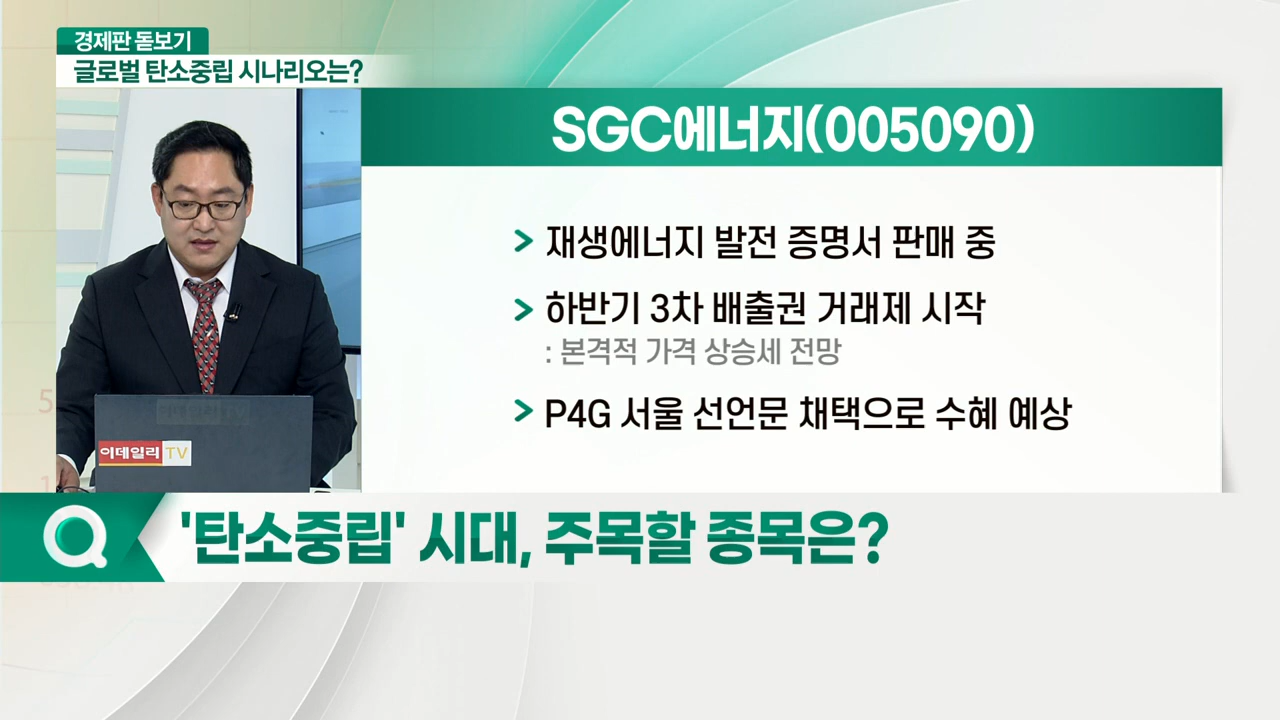 경제판 돋보기
글로벌 탄소중립 시나리오는?
SGC에너지(005090)
재생에너지 발전 증명서 판매 중
하반기 3차 배출권 거래제 시작
: 본격적 가격 상승세 전망
P4G 서울 선언문 채택으로 수혜 예상
이데일리 TV
'탄소중립' 시대, 주목할 종목은?